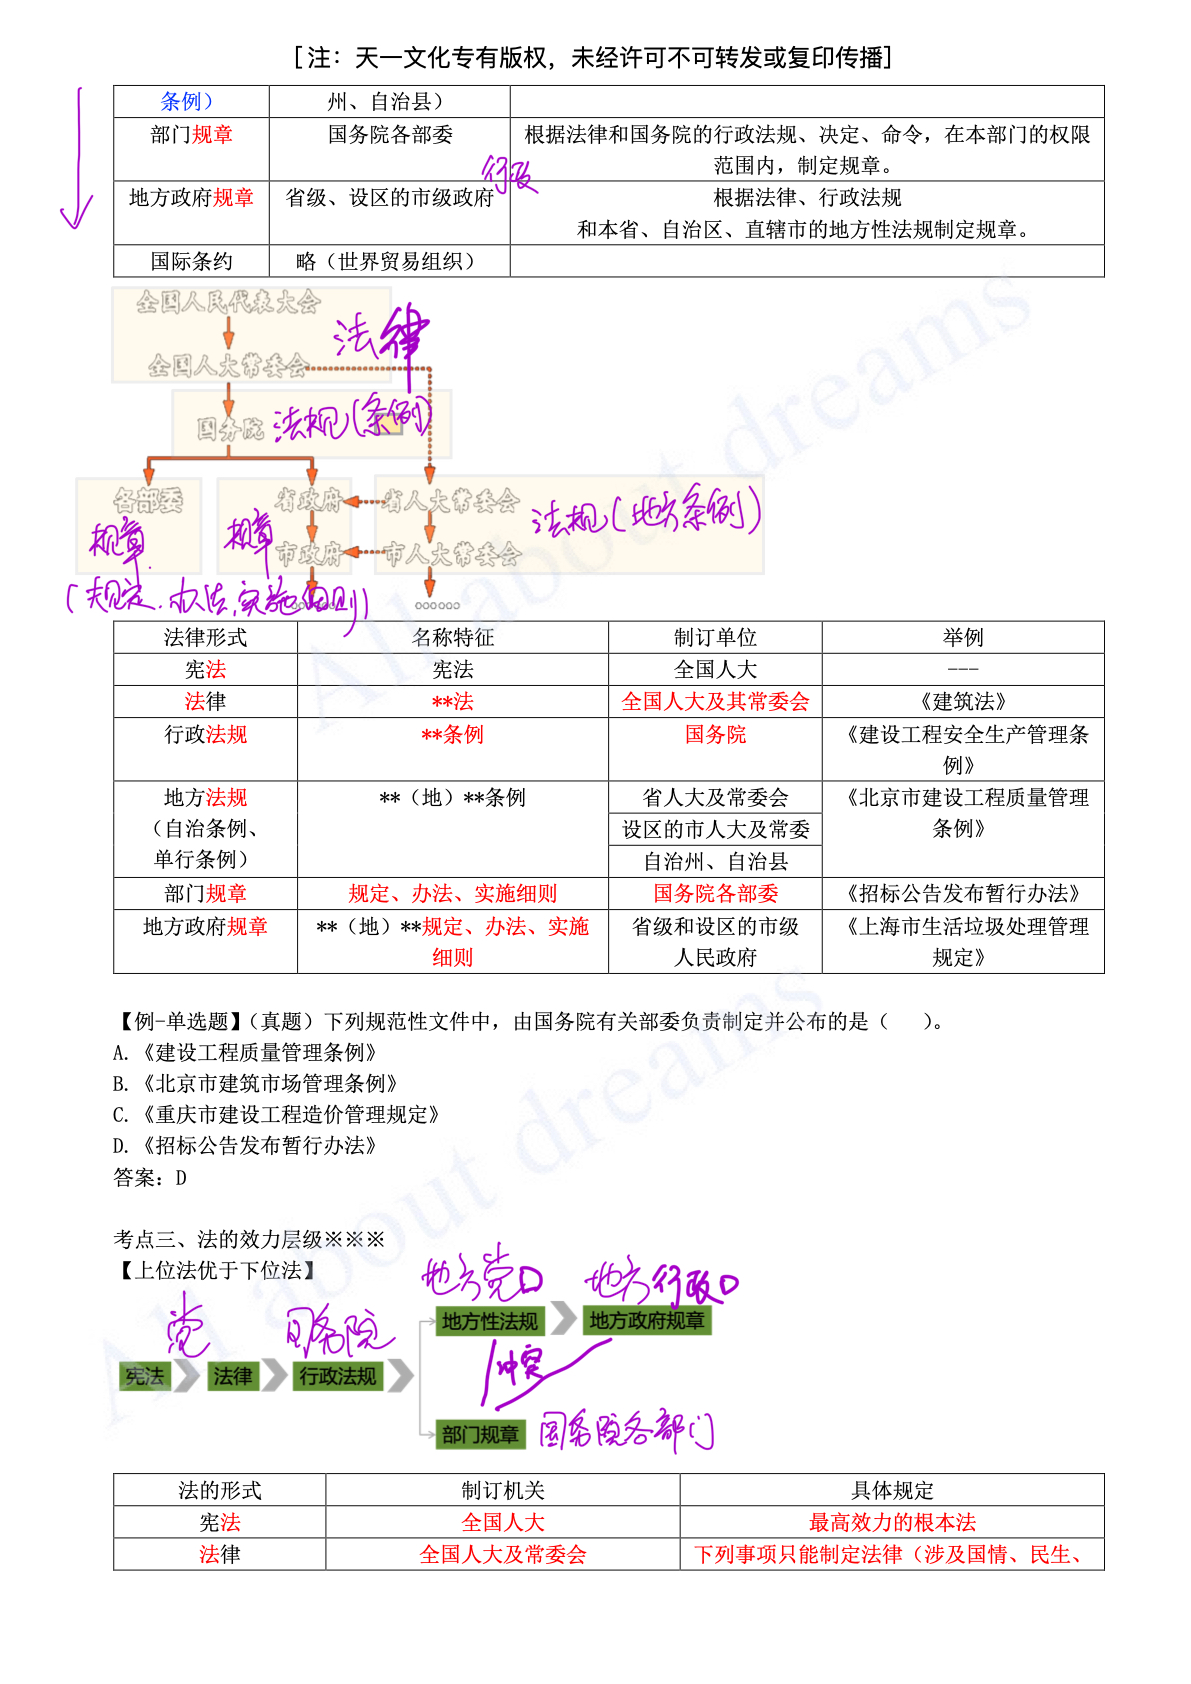 [注：天一文化专有版权，未经许可不可转发或复印传播]
条例） 州、自治县）
部门规章 国务院各部委 根据法律和国务院的行政法规、决定、命令，在本部门的权限
范围内，制定规章。
行政
地方政府规章 省级、设区的市级政府 根据法律、行政法规
和本省、自治区、直辖市的地方性法规制定规章。
国际条约 略（世界贸易组织）
全国人民代表大会
法律
全国人大常委会
国务院 法规（条例）
各部委 省政府 省人大常委会
规章 规章 法规（地方条例）
市政府 市人大常委会
（规定、办法、实施细则）
法律形式 名称特征 制订单位 举例
宪法 宪法 全国人大 ---
法律 **法 全国人大及其常委会 《建筑法》
行政法规 **条例 国务院 《建设工程安全生产管理条
例》
地方法规 **（地）**条例 省人大及常委会 《北京市建设工程质量管理
（自治条例、 设区的市人大及常委 条例》
单行条例） 自治州、自治县
部门规章 规定、办法、实施细则 国务院各部委 《招标公告发布暂行办法》
地方政府规章 **（地）**规定、办法、实施 省级和设区的市级 《上海市生活垃圾处理管理
细则 人民政府 规定》
【例-单选题】（真题）下列规范性文件中，由国务院有关部委负责制定并公布的是（ ）。
A.《建设工程质量管理条例》
B.《北京市建筑市场管理条例》
C.《重庆市建设工程造价管理规定》
D.《招标公告发布暂行办法》
答案：D
考点三、法的效力层级※※※
【上位法优于下位法】
地方党口 地方行政口
党 国务院 地方性法规 地方政府规章
宪法 法律 行政法规 冲突
部门规章 国务院各部门
法的形式 制订机关 具体规定
宪法 全国人大 最高效力的根本法
法律 全国人大及常委会 下列事项只能制定法律（涉及国情、民生、
All about dreams
All about dreams